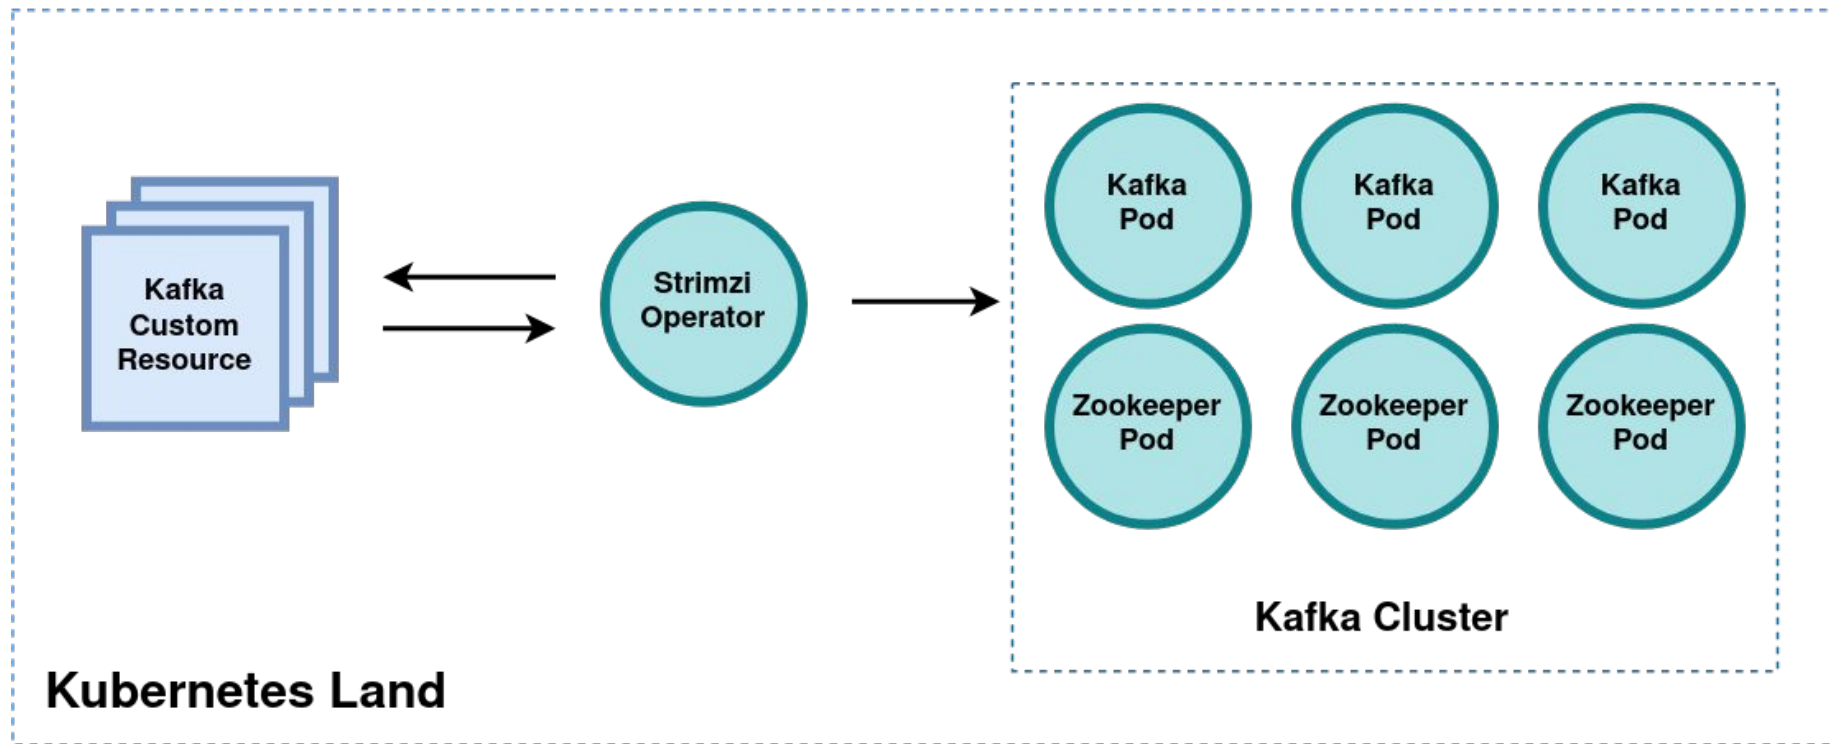 Kafka
Custom
Resource
Strimzi
Operator
Kafka
Pod
Kafka
Pod
Kafka
Pod
Zookeeper
Pod
Zookeeper
Pod
Zookeeper
Pod
Kafka Cluster
Kubernetes Land